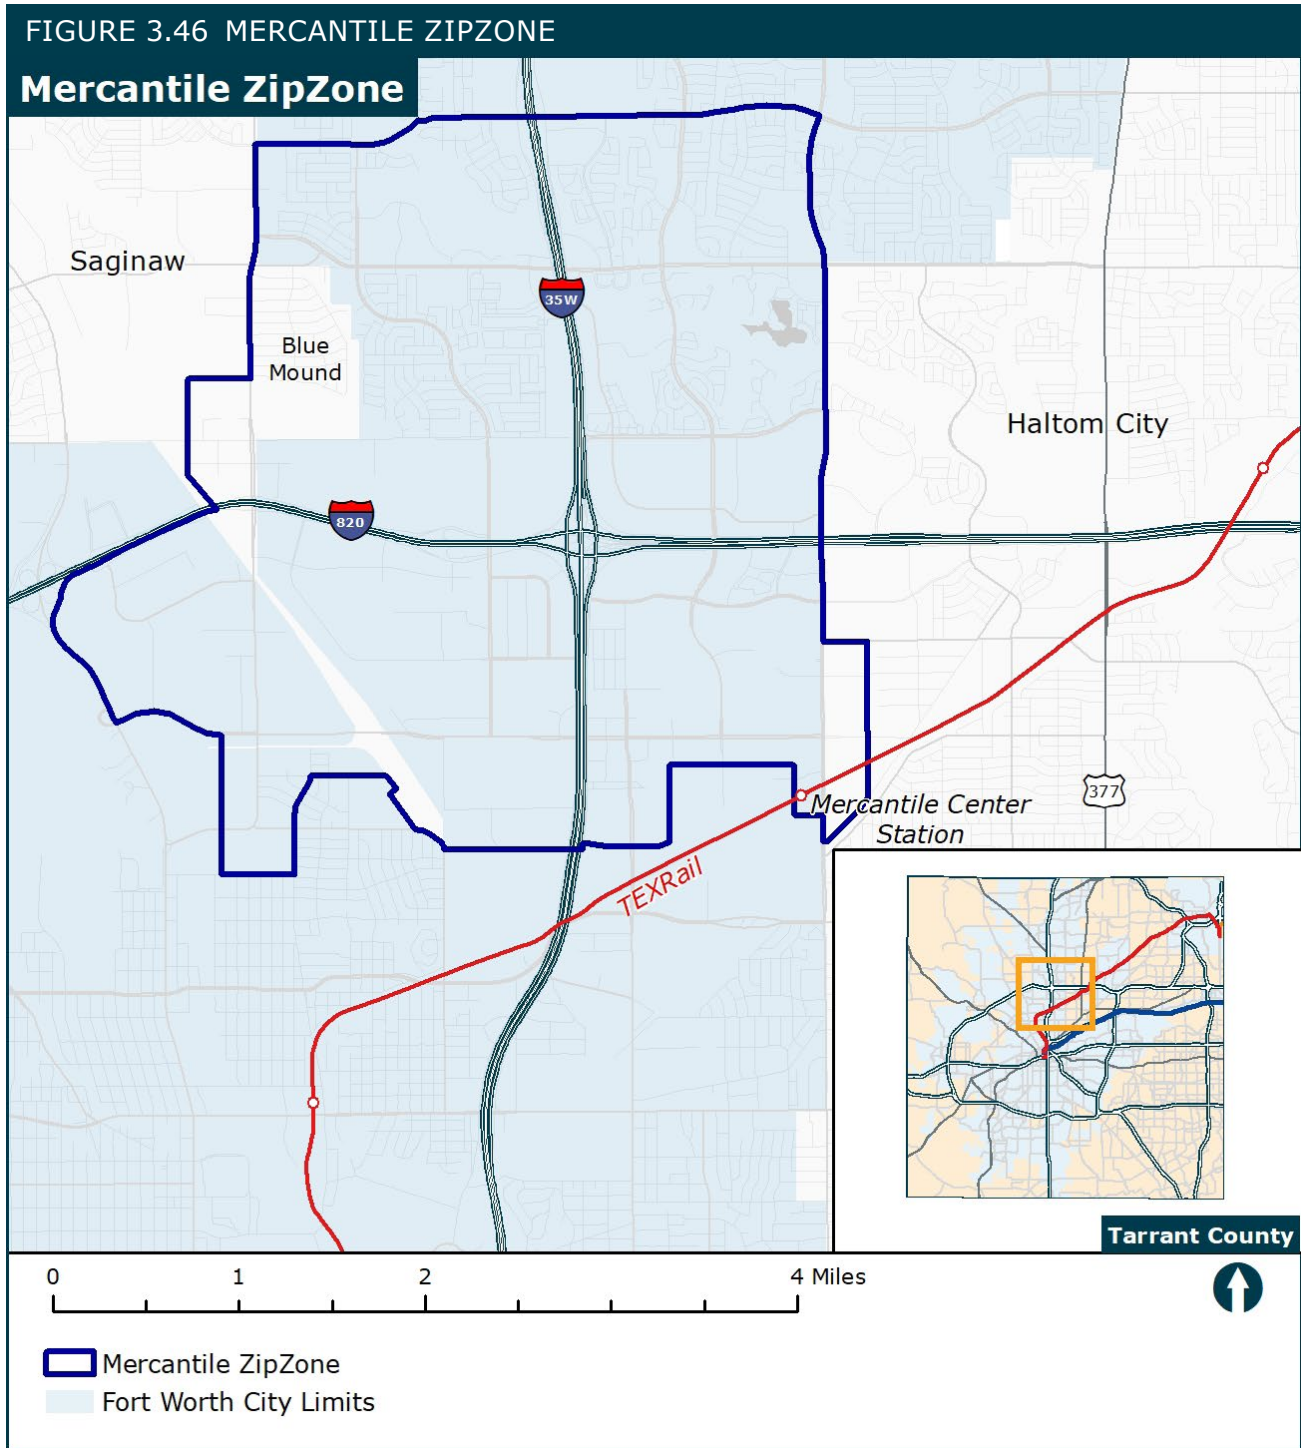 FIGURE 3.46 MERCANTILE ZIPZONE
Mercantile ZipZone
Saginaw
35W
Blue
Mound
Haltom City
820
377
Mercantile Center
Station
TEXRail
Tarrant County
0 1 2 4 Miles
Mercantile ZipZone
Fort Worth City Limits